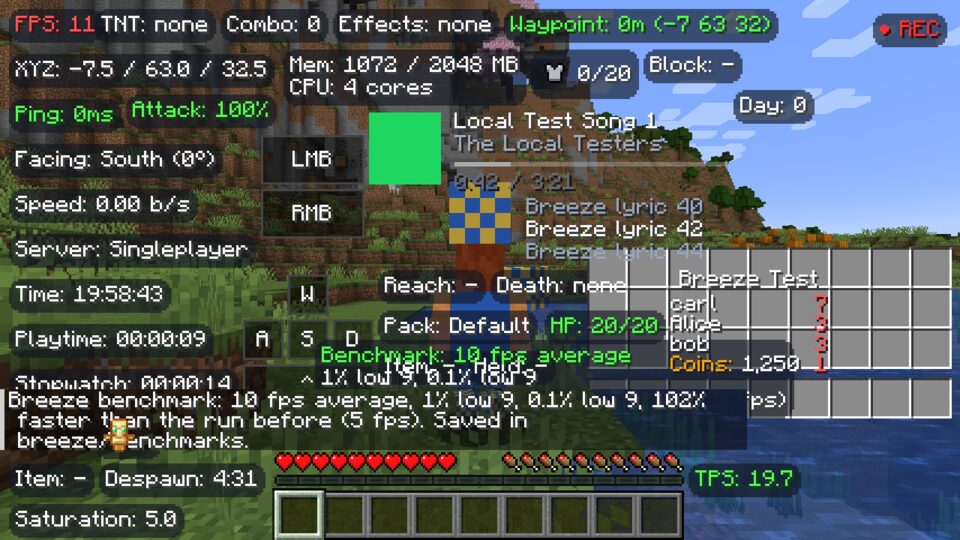 FPS: 11 TNT: none Combo: 0 Effects: none Waypoint: 0m (-7 63 32)
● REC
XYZ: -7.5 / 63.0 / 32.5
Mem: 1072 / 2048 MB
CPU: 4 cores
0/20
Block: -
Day: 0
Ping: 0ms
Attack: 100%
Local Test Song 1
The Local Testers
0:42 / 3:21
Facing: South (0°)
LMB
RMB
Breeze lyric 40
Breeze lyric 42
Breeze lyric 44
Speed: 0.00 b/s
Server: Singleplayer
Time: 19:58:43
W
Reach: - Death: none
Breeze Test
carl 7
Alice 3
bob 3
Coins: 1,250 1
Playtime: 00:00:09
A S D
Pack: Default
HP: 20/20
Benchmark: 10 fps average
1% low 9, 0.1% low 9
Stopwatch: 00:00:14
Breeze benchmark: 10 fps average, 1% low 9, 0.1% low 9, 102%
faster than the run before (5 fps). Saved in
fps)
Item: - Despawn: 4:31
TPS: 19.7
Saturation: 5.0